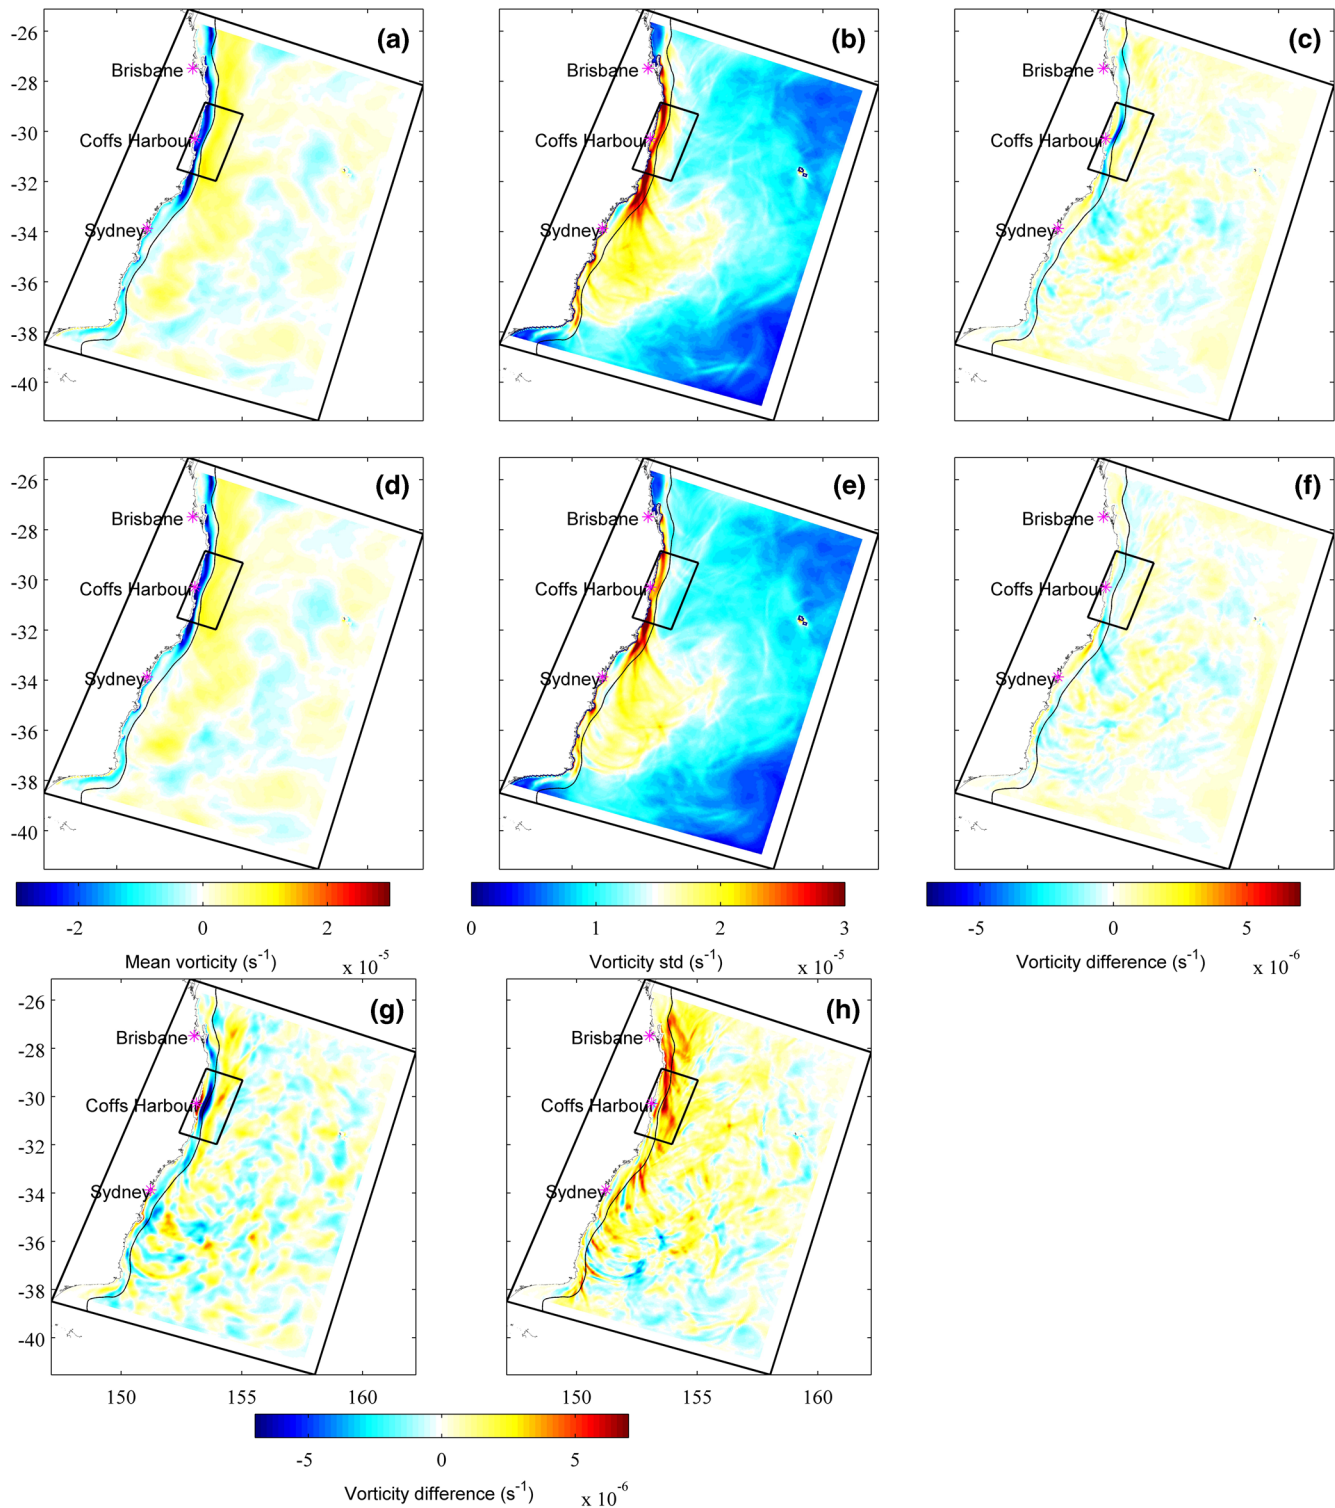 (a)
(b)
(c)
-26
-28
-30
-32
-34
-36
-38
-40
Brisbane
Coffs Harbour
Sydney
Brisbane
Coffs Harbour
Sydney
Brisbane
Coffs Harbour
Sydney
(d)
(e)
(f)
-26
-28
-30
-32
-34
-36
-38
-40
Brisbane
Coffs Harbour
Sydney
Brisbane
Coffs Harbour
Sydney
Brisbane
Coffs Harbour
Sydney
-2 0 2
Mean vorticity (s⁻¹) x 10⁻⁵
0 1 2 3
Vorticity std (s⁻¹) x 10⁻⁵
-5 0 5
Vorticity difference (s⁻¹) x 10⁻⁶
(g)
(h)
-26
-28
-30
-32
-34
-36
-38
-40
Brisbane
Coffs Harbour
Sydney
Brisbane
Coffs Harbour
Sydney
150 155 160
150 155 160
-5 0 5
Vorticity difference (s⁻¹) x 10⁻⁶